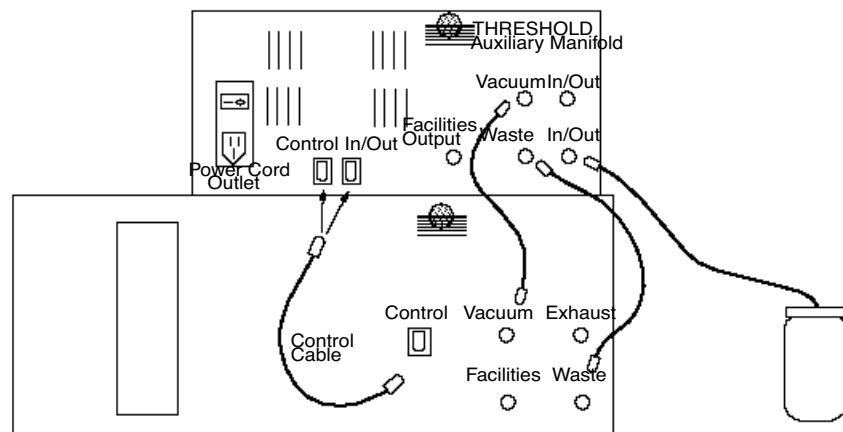 THRESHOLD
Auxiliary Manifold
Vacuum In/Out
Facilities
Output
Waste In/Out
Control In/Out
Power Cord
Outlet
Control
Vacuum Exhaust
Control
Cable
Facilities Waste